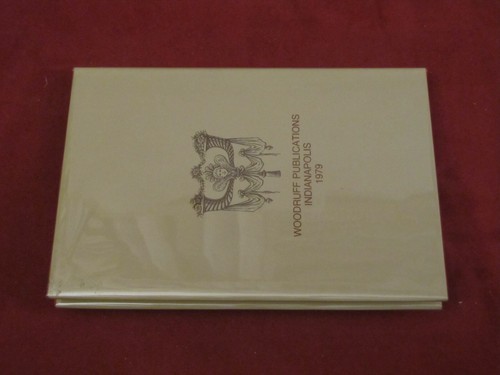 WOODRUFF PUBLICATIONS
INDIANAPOLIS
1979